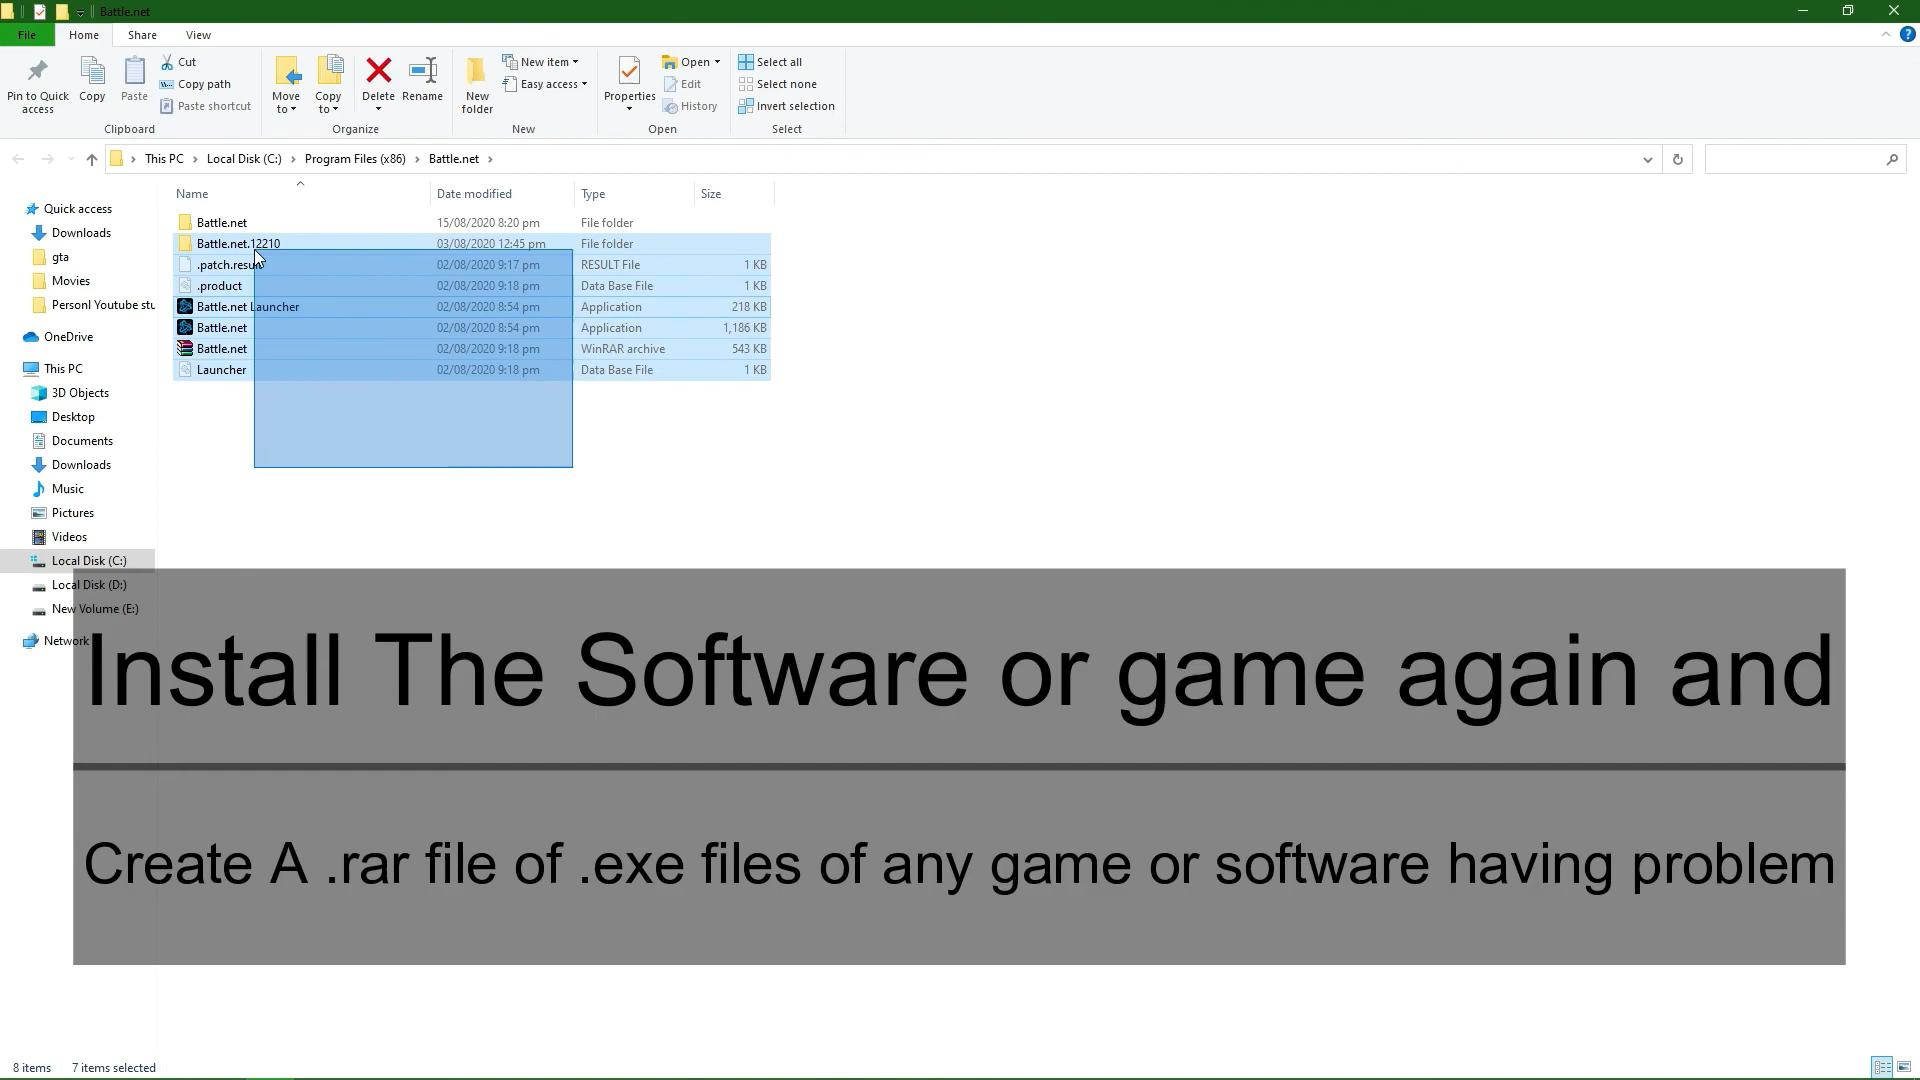 Battle.net
File
Home
Share
View
Pin to Quick access
Copy
Paste
Cut
Copy path
Paste shortcut
Clipboard
Move to
Copy to
Delete
Rename
Organize
New folder
New item
Easy access
New
Properties
Open
Edit
History
Open
Select all
Select none
Invert selection
Select
This PC
Local Disk (C:)
Program Files (x86)
Battle.net
Name
Date modified
Type
Size
Quick access
Downloads
gta
Movies
Personl Youtube stu
OneDrive
This PC
3D Objects
Desktop
Documents
Downloads
Music
Pictures
Videos
Local Disk (C:)
Local Disk (D:)
New Volume (E:)
Network
Battle.net 15/08/2020 8:20 pm File folder
Battle.net.12210 03/08/2020 12:45 pm File folder
.patch.result 02/08/2020 9:17 pm RESULT File 1 KB
.product 02/08/2020 9:18 pm Data Base File 1 KB
Battle.net Launcher 02/08/2020 8:54 pm Application 218 KB
Battle.net 02/08/2020 8:54 pm Application 1,186 KB
Battle.net 02/08/2020 9:18 pm WinRAR archive 543 KB
Launcher 02/08/2020 9:18 pm Data Base File 1 KB
Install The Software or game again and
Create A .rar file of .exe files of any game or software having problem
8 items
7 items selected